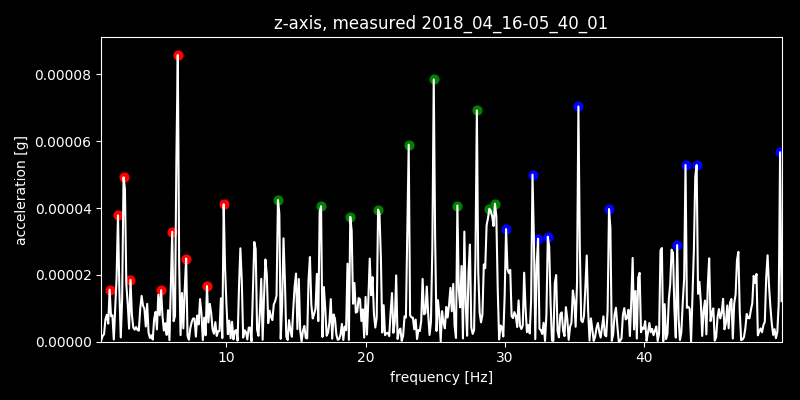 z-axis, measured 2018_04_16-05_40_01
0.00008
0.00006
0.00004
0.00002
0.00000
acceleration [g]
10 20 30 40
frequency [Hz]